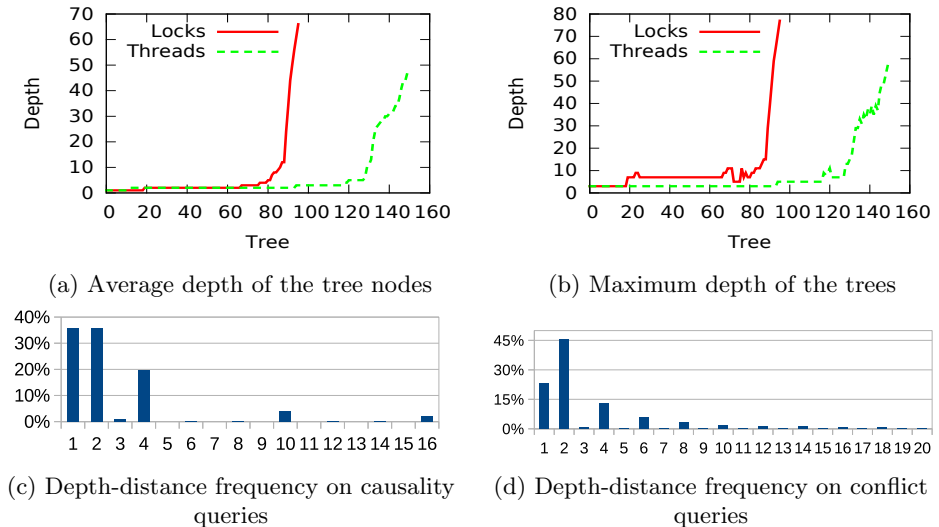 70
60
50
40
30
20
10
0
Depth
Locks
Threads
0 20 40 60 80 100 120 140 160
Tree
(a) Average depth of the tree nodes
80
70
60
50
40
30
20
10
0
Depth
Locks
Threads
0 20 40 60 80 100 120 140 160
Tree
(b) Maximum depth of the trees
40%
30%
20%
10%
0%
1 2 3 4 5 6 7 8 9 10 11 12 13 14 15 16
(c) Depth-distance frequency on causality
queries
45%
30%
15%
0%
1 2 3 4 5 6 7 8 9 10 11 12 13 14 15 16 17 18 19 20
(d) Depth-distance frequency on conflict
queries